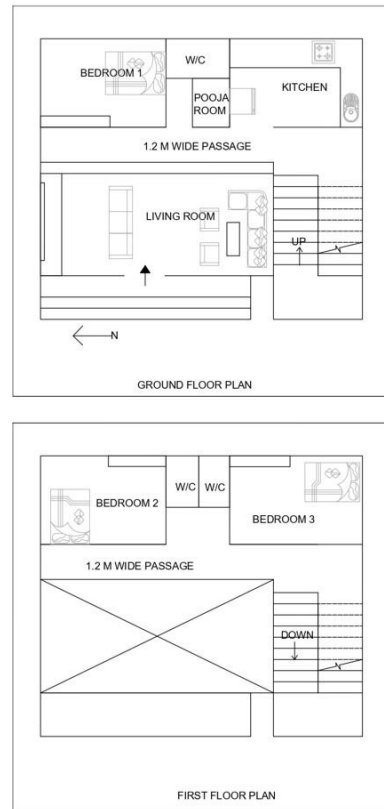 BEDROOM 1
W/C
KITCHEN
POOJA
ROOM
1.2 M WIDE PASSAGE
LIVING ROOM
UP
N
GROUND FLOOR PLAN
BEDROOM 2
W/C
W/C
BEDROOM 3
1.2 M WIDE PASSAGE
DOWN
FIRST FLOOR PLAN